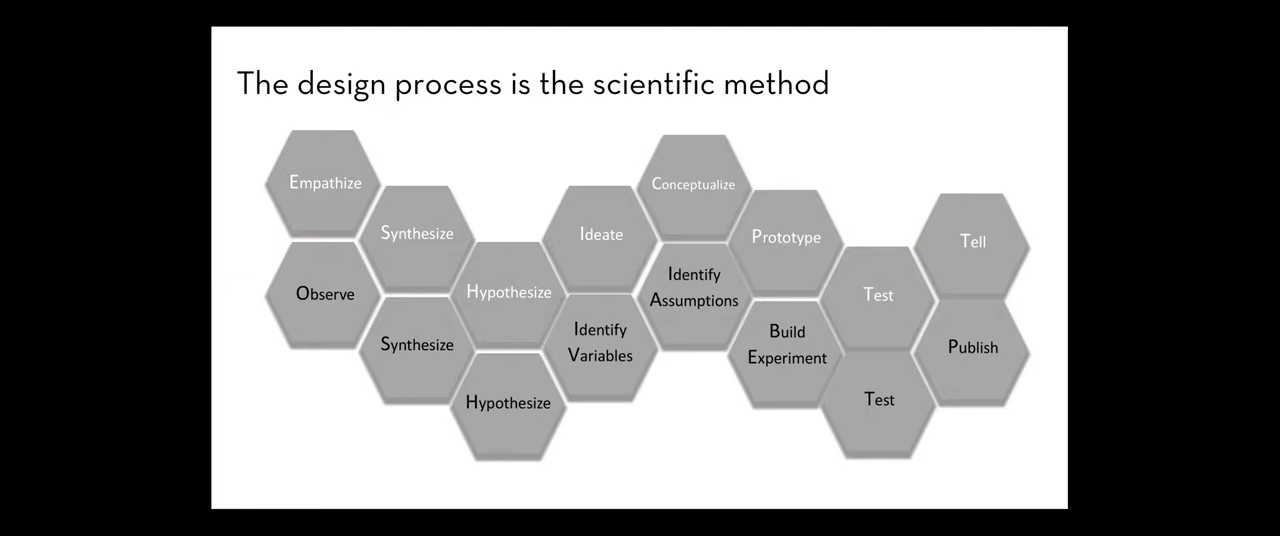 The design process is the scientific method
Empathize
Synthesize
Hypothesize
Ideate
Conceptualize
Prototype
Test
Tell
Observe
Synthesize
Hypothesize
Identify
Variables
Identify
Assumptions
Build
Experiment
Test
Publish